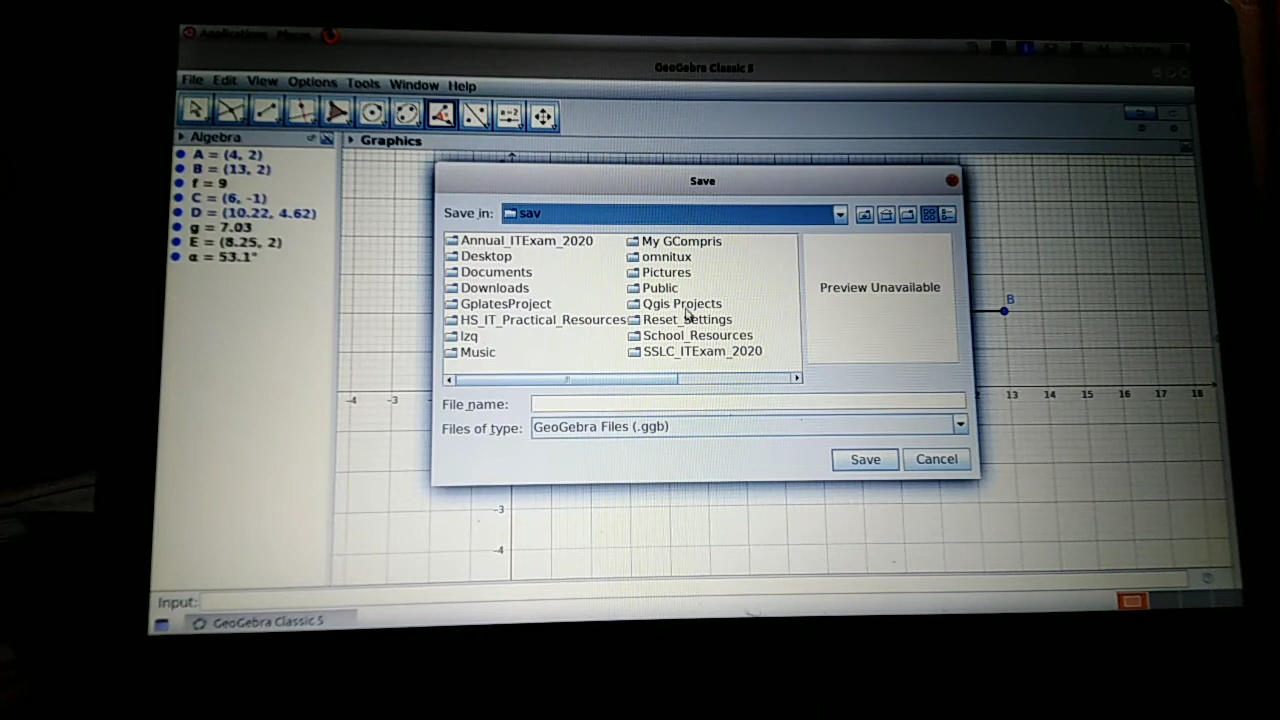 Applications Places
GeoGebra Classic 5
File Edit View Options Tools Window Help
a=2
Algebra
Graphics
A = (4, 2)
B = (13, 2)
f = 9
C = (6, -1)
D = (10.22, 4.62)
g = 7.03
E = (8.25, 2)
α = 53.1°
Save
Save in: sav
Annual_ITExam_2020
Desktop
Documents
Downloads
GplatesProject
HS_IT_Practical_Resources
lzq
Music
My GCompris
omnitux
Pictures
Public
Qgis Projects
Reset_Settings
School_Resources
SSLC_ITExam_2020
Preview Unavailable
File name:
Files of type: GeoGebra Files (.ggb)
Save Cancel
B
-4 -3 13 14 15 16 17 18
-3
-4
Input:
GeoGebra Classic 5